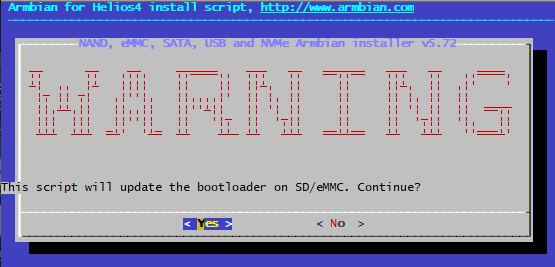 Armbian for Helios4 install script, http://www.armbian.com
NAND, eMMC, SATA, USB and NVMe Armbian installer v5.72
WARNING
This script will update the bootloader on SD/eMMC. Continue?
< Yes > < No >